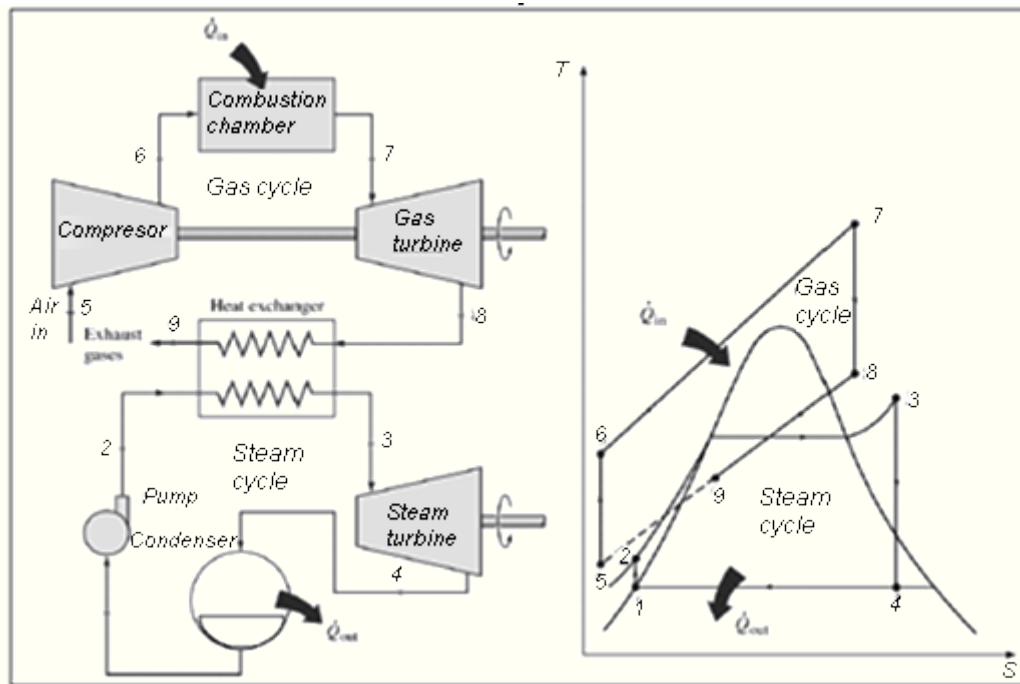 Q̇in
Combustion
chamber
6
7
Gas cycle
Compresor
Gas
turbine
Air
in
5
Heat exchanger
8
9
Exhaust
gases
2
3
Steam
cycle
Pump
Condenser
Steam
turbine
4
Q̇out
T
7
Gas
cycle
Q̇in
8
3
6
9
Steam
cycle
2
5
1
4
Q̇out
S